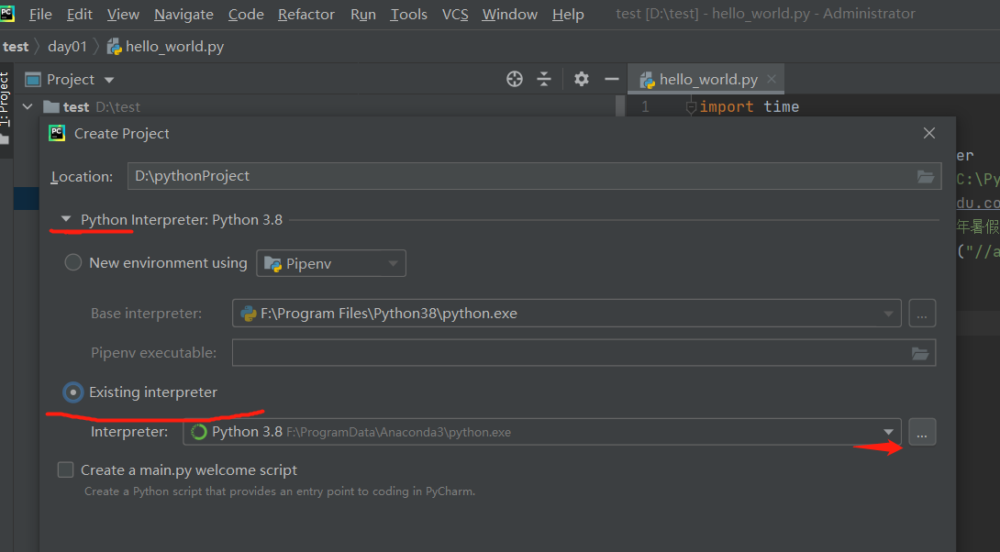 File Edit View Navigate Code Refactor Run Tools VCS Window Help test [D:\test] - hello_world.py - Administrator
test day01 hello_world.py
1: Project
Project
hello_world.py
test D:\test
1 import time
PC Create Project
Location: D:\pythonProject
er
C:\Py
du.co
年暑假
("//a
Python Interpreter: Python 3.8
New environment using Pipenv
Base interpreter: F:\Program Files\Python38\python.exe ...
Pipenv executable:
Existing interpreter
Interpreter: Python 3.8 F:\ProgramData\Anaconda3\python.exe ...
Create a main.py welcome script
Create a Python script that provides an entry point to coding in PyCharm.